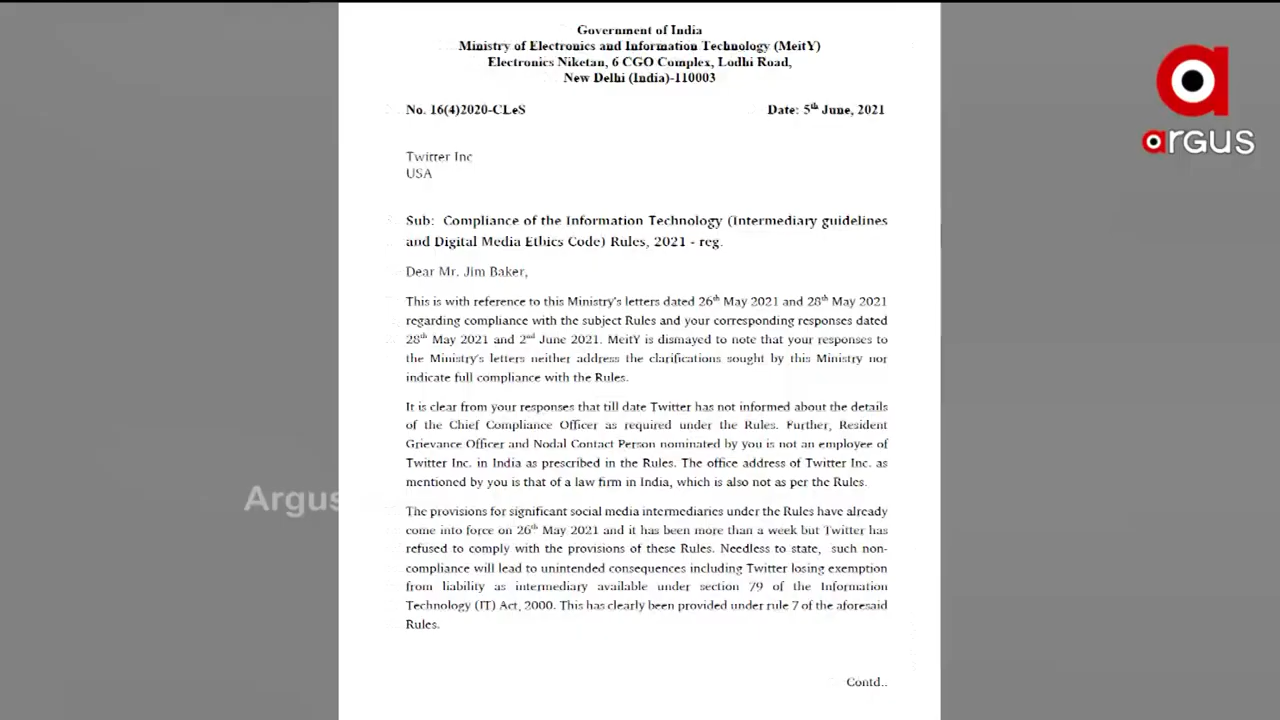 Government of India
Ministry of Electronics and Information Technology (MeitY)
Electronics Niketan, 6 CGO Complex, Lodhi Road,
New Delhi (India)-110003
No. 16(4)2020-CLeS Date: 5th June, 2021
argus
Twitter Inc
USA
Sub: Compliance of the Information Technology (Intermediary guidelines
and Digital Media Ethics Code) Rules, 2021 - reg.
Dear Mr. Jim Baker,
This is with reference to this Ministry's letters dated 26th May 2021 and 28th May 2021
regarding compliance with the subject Rules and your corresponding responses dated
28th May 2021 and 2nd June 2021. MeitY is dismayed to note that your responses to
the Ministry's letters neither address the clarifications sought by this Ministry nor
indicate full compliance with the Rules.
It is clear from your responses that till date Twitter has not informed about the details
of the Chief Compliance Officer as required under the Rules. Further, Resident
Grievance Officer and Nodal Contact Person nominated by you is not an employee of
Twitter Inc. in India as prescribed in the Rules. The office address of Twitter Inc. as
mentioned by you is that of a law firm in India, which is also not as per the Rules.
Argus
The provisions for significant social media intermediaries under the Rules have already
come into force on 26th May 2021 and it has been more than a week but Twitter has
refused to comply with the provisions of these Rules. Needless to state, such non-
compliance will lead to unintended consequences including Twitter losing exemption
from liability as intermediary available under section 79 of the Information
Technology (IT) Act, 2000. This has clearly been provided under rule 7 of the aforesaid
Rules.
Contd..